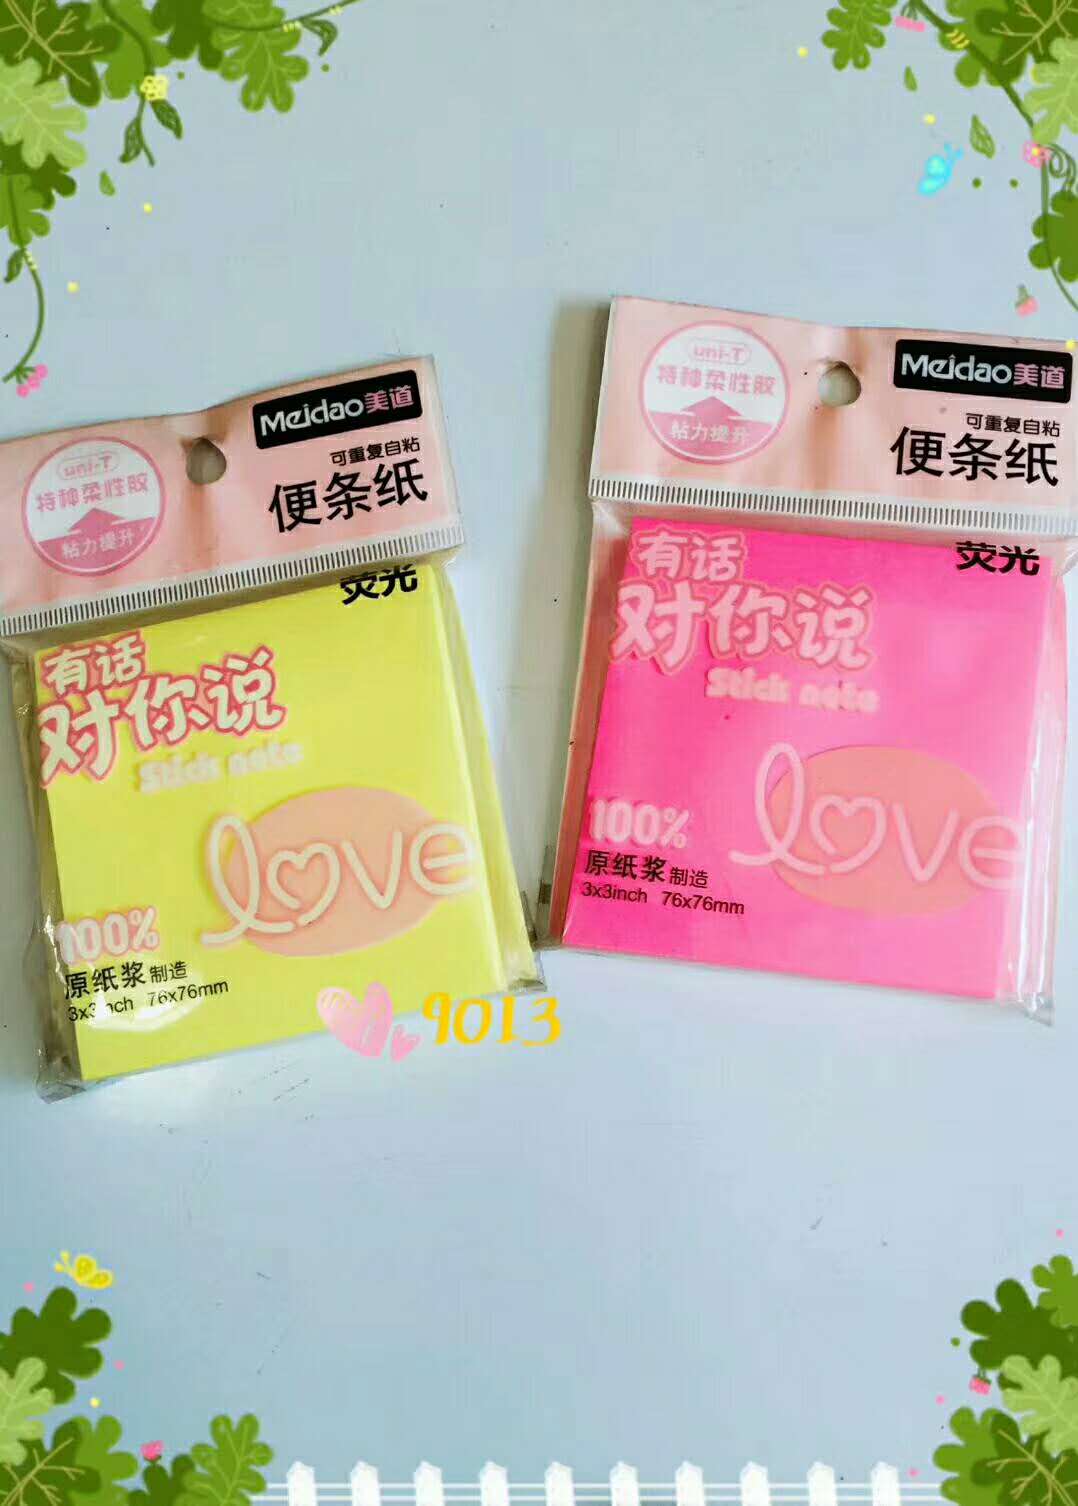 Meidao美道
可重复自粘
便条纸
uni-T
特种柔性胶
粘力提升
荧光
有话
对你说
Stick note
love
100%
原纸浆制造
3x3inch 76x76mm
uni-T
特种柔性胶
粘力提升
Meidao美道
可重复自粘
便条纸
荧光
有话
对你说
Stick note
love
100%
原纸浆制造
3x3inch 76x76mm
9013